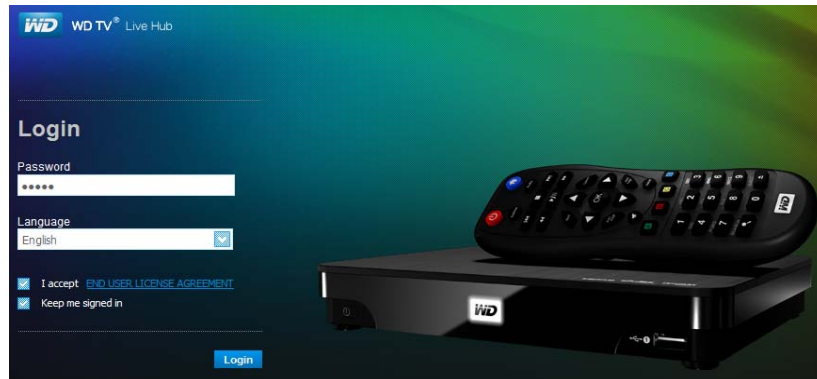 WD WD TV® Live Hub
Login
Password
•••••
Language
English
I accept END USER LICENSE AGREEMENT
Keep me signed in
Login
WD
WD
OK